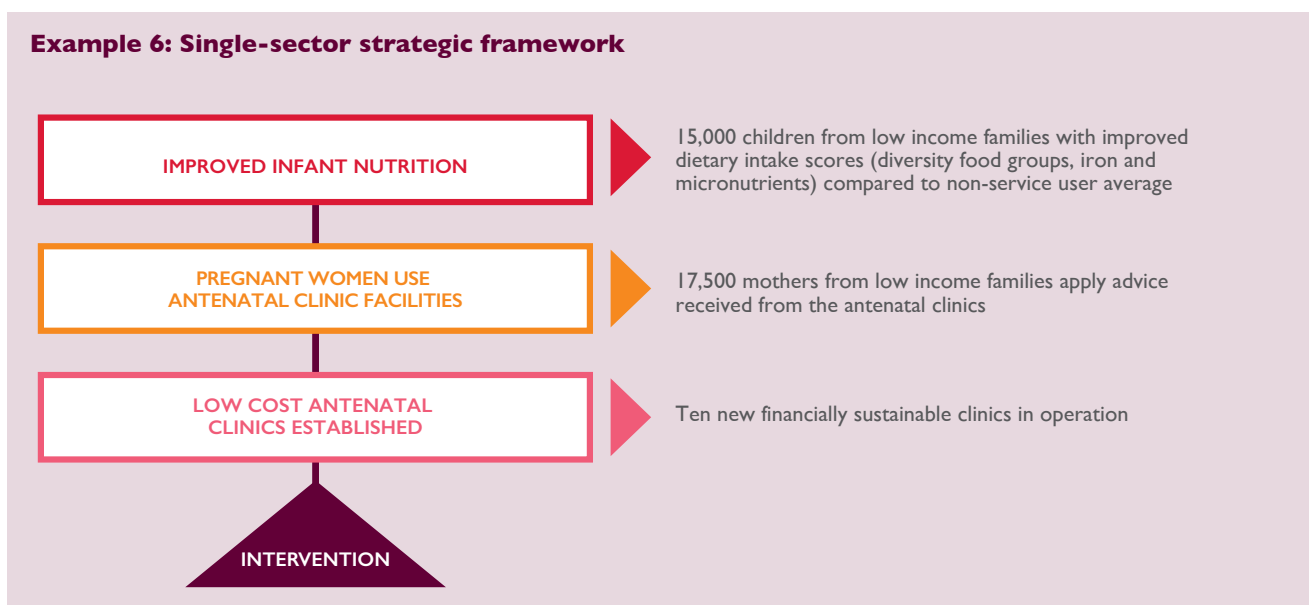 Example 6: Single-sector strategic framework
IMPROVED INFANT NUTRITION
15,000 children from low income families with improved
dietary intake scores (diversity food groups, iron and
micronutrients) compared to non-service user average
PREGNANT WOMEN USE
ANTENATAL CLINIC FACILITIES
17,500 mothers from low income families apply advice
received from the antenatal clinics
LOW COST ANTENATAL
CLINICS ESTABLISHED
Ten new financially sustainable clinics in operation
INTERVENTION